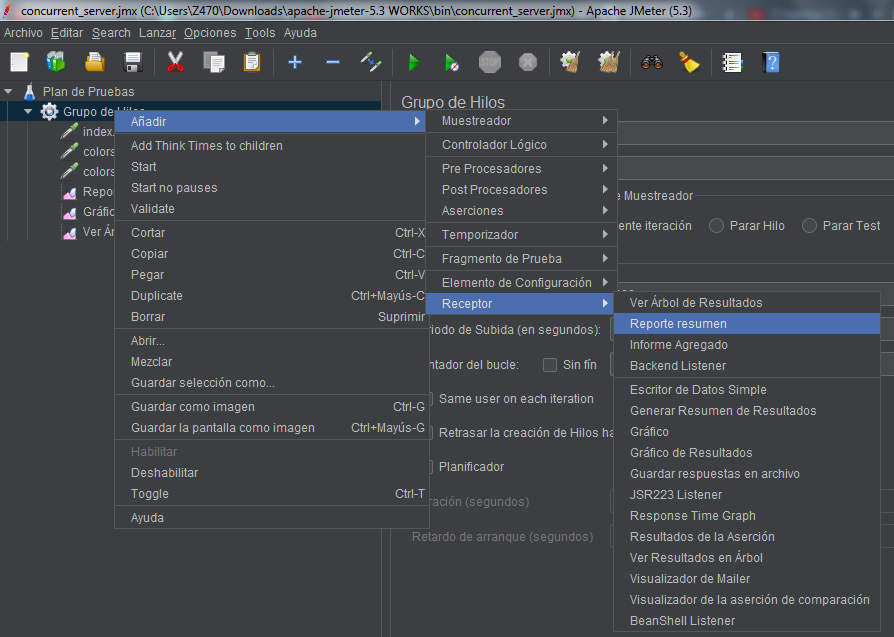 concurrent_server.jmx (C:\Users\Z470\Downloads\apache-jmeter-5.3 WORKS\bin\concurrent_server.jmx) - Apache JMeter (5.3)
Archivo Editar Search Lanzar Opciones Tools Ayuda
STOP
Plan de Pruebas
Grupo de Hilos
index.
colors
colors
Repo
Gráfic
Ver Ár
Añadir
Add Think Times to children
Start
Start no pauses
Validate
Cortar Ctrl-X
Copiar Ctrl-C
Pegar Ctrl-V
Duplicate Ctrl+Mayús-C
Borrar Suprimir
Abrir...
Mezclar
Guardar selección como...
Guardar como imagen Ctrl-G
Guardar la pantalla como imagen Ctrl+Mayús-G
Habilitar
Deshabilitar
Toggle Ctrl-T
Ayuda
Grupo de Hilos
Muestreador
Controlador Lógico
Pre Procesadores
Post Procesadores
Aserciones
Temporizador
Fragmento de Prueba
Elemento de Configuración
Receptor
e Muestreador
ente iteración Parar Hilo Parar Test
riodo de Subida (en segundos):
ntador del bucle: Sin fín
Same user on each iteration
Retrasar la creación de Hilos ha
Planificador
ración (segundos)
Retardo de arranque (segundos)
Ver Árbol de Resultados
Reporte resumen
Informe Agregado
Backend Listener
Escritor de Datos Simple
Generar Resumen de Resultados
Gráfico
Gráfico de Resultados
Guardar respuestas en archivo
JSR223 Listener
Response Time Graph
Resultados de la Aserción
Ver Resultados en Árbol
Visualizador de Mailer
Visualizador de la aserción de comparación
BeanShell Listener